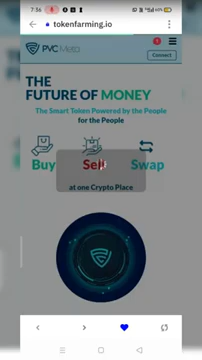 7:36
tokenfarming.io
PVC Meta
Connect
THE
FUTURE OF MONEY
The Smart Token Powered by the People
for the People
Buy
Sell
Swap
at one Crypto Place